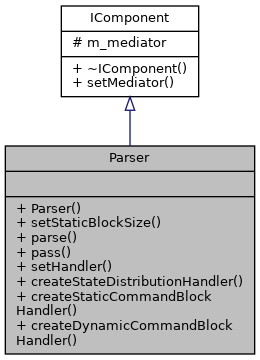 IComponent
# m_mediator
+ ~IComponent()
+ setMediator()
Parser
+ Parser()
+ setStaticBlockSize()
+ parse()
+ pass()
+ setHandler()
+ createStateDistributionHandler()
+ createStaticCommandBlock
Handler()
+ createDynamicCommandBlock
Handler()